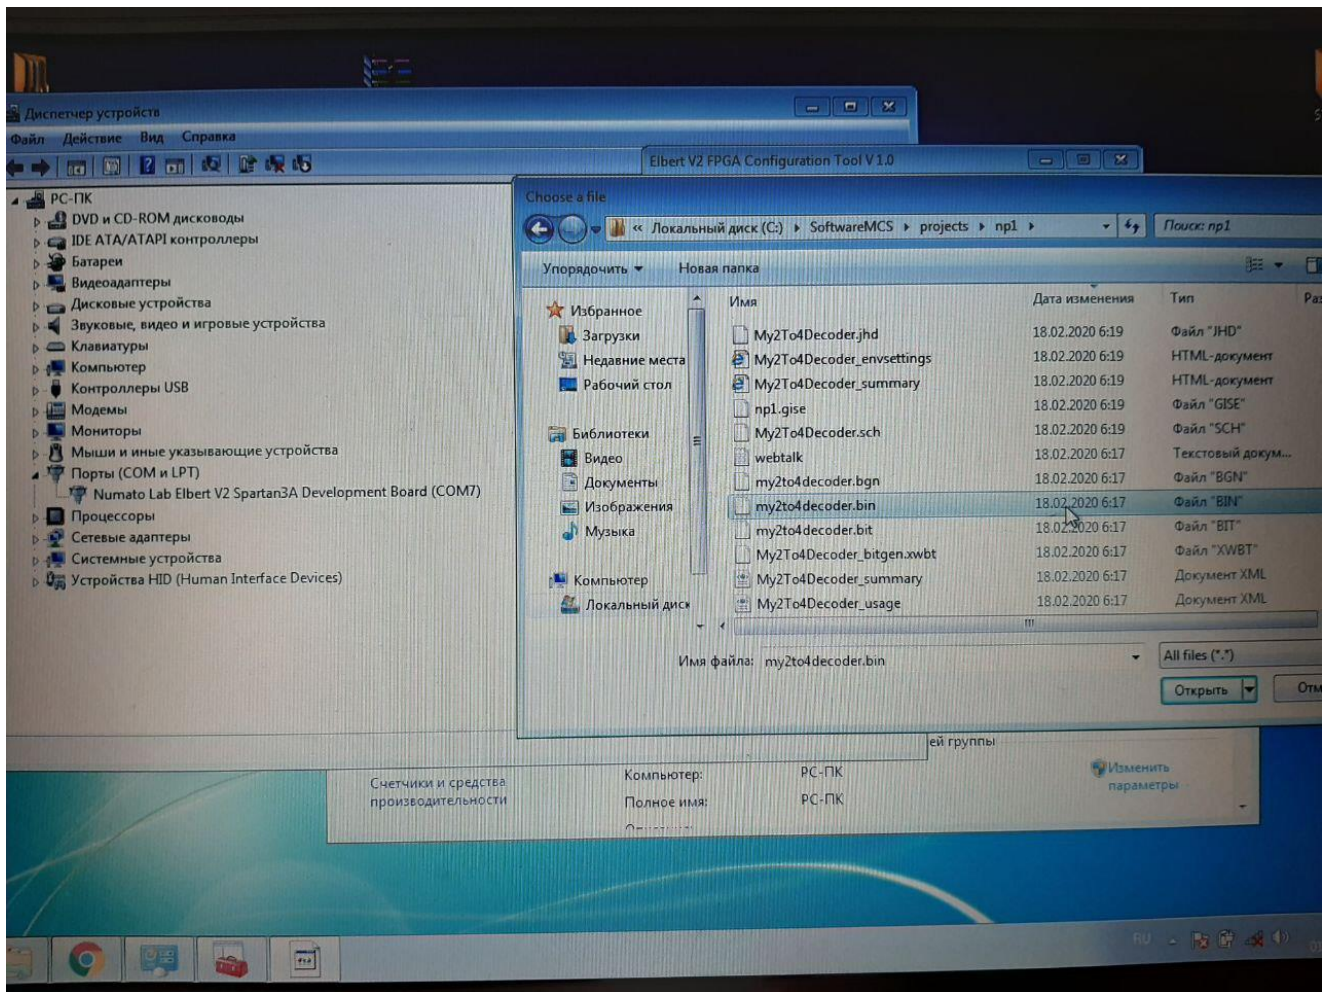 Диспетчер устройств
Файл Действие Вид Справка
РС-ПК
DVD и CD-ROM дисководы
IDE ATA/ATAPI контроллеры
Батареи
Видеоадаптеры
Дисковые устройства
Звуковые, видео и игровые устройства
Клавиатуры
Компьютер
Контроллеры USB
Модемы
Мониторы
Мыши и иные указывающие устройства
Порты (COM и LPT)
Numato Lab Elbert V2 Spartan3A Development Board (COM7)
Процессоры
Сетевые адаптеры
Системные устройства
Устройства HID (Human Interface Devices)
Elbert V2 FPGA Configuration Tool V 1.0
Choose a file
« Локальный диск (C:) SoftwareMCS projects np1
Поиск: np1
Упорядочить Новая папка
Избранное
Загрузки
Недавние места
Рабочий стол
Библиотеки
Видео
Документы
Изображения
Музыка
Компьютер
Локальный диск
Имя Дата изменения Тип Раз
My2To4Decoder.jhd 18.02.2020 6:19 Файл "JHD"
My2To4Decoder_envsettings 18.02.2020 6:19 HTML-документ
My2To4Decoder_summary 18.02.2020 6:19 HTML-документ
np1.gise 18.02.2020 6:19 Файл "GISE"
My2To4Decoder.sch 18.02.2020 6:19 Файл "SCH"
webtalk 18.02.2020 6:17 Текстовый докум...
my2to4decoder.bgn 18.02.2020 6:17 Файл "BGN"
my2to4decoder.bin 18.02.2020 6:17 Файл "BIN"
my2to4decoder.bit 18.02.2020 6:17 Файл "BIT"
My2To4Decoder_bitgen.xwbt 18.02.2020 6:17 Файл "XWBT"
My2To4Decoder_summary 18.02.2020 6:17 Документ XML
My2To4Decoder_usage 18.02.2020 6:17 Документ XML
Имя файла: my2to4decoder.bin
All files (*.*)
Открыть Отм
ей группы
Счетчики и средства
производительности
Компьютер: РС-ПК
Полное имя: РС-ПК
Изменить
параметры
RU